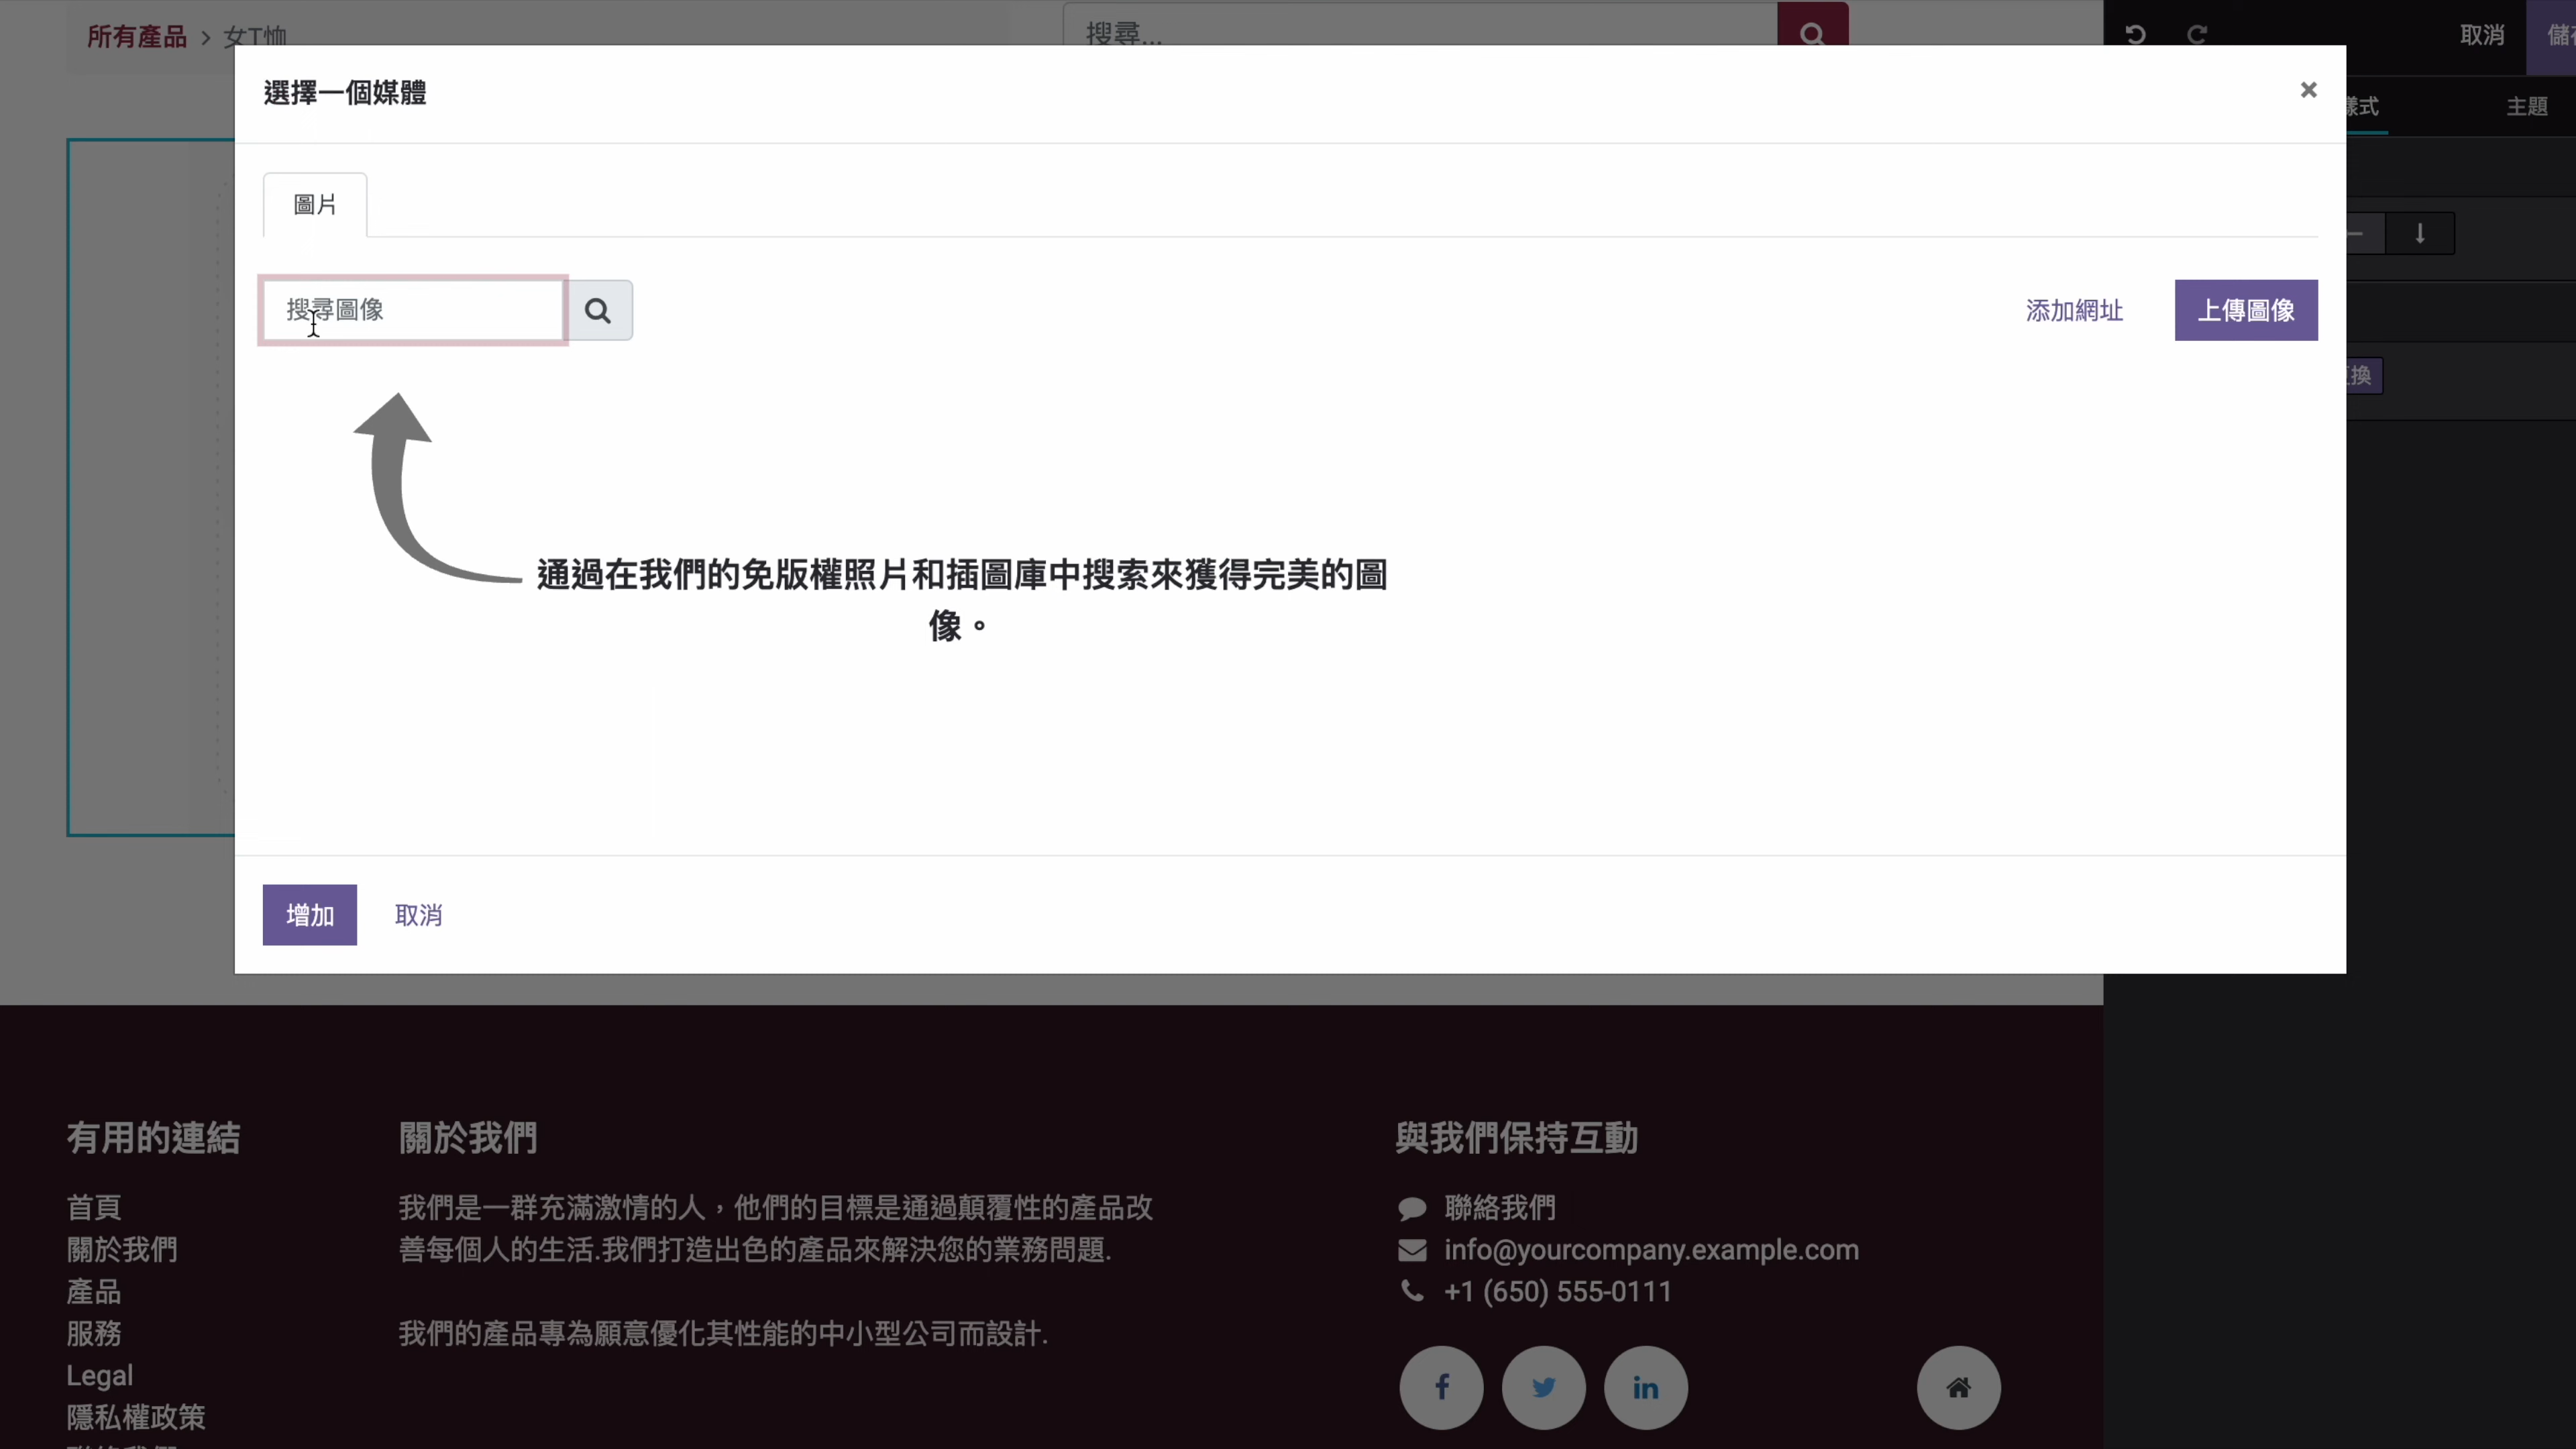 所有產品 > 女T恤
搜尋...
取消
儲存
選擇一個媒體
樣式
主題
圖片
搜尋圖像
添加網址
上傳圖像
換
通過在我們的免版權照片和插圖庫中搜索來獲得完美的圖
像。
增加
取消
有用的連結
首頁
關於我們
產品
服務
Legal
隱私權政策
關於我們
我們是一群充滿激情的人，他們的目標是通過顛覆性的產品改
善每個人的生活.我們打造出色的產品來解決您的業務問題.
我們的產品專為願意優化其性能的中小型公司而設計.
與我們保持互動
聯絡我們
info@yourcompany.example.com
+1 (650) 555-0111